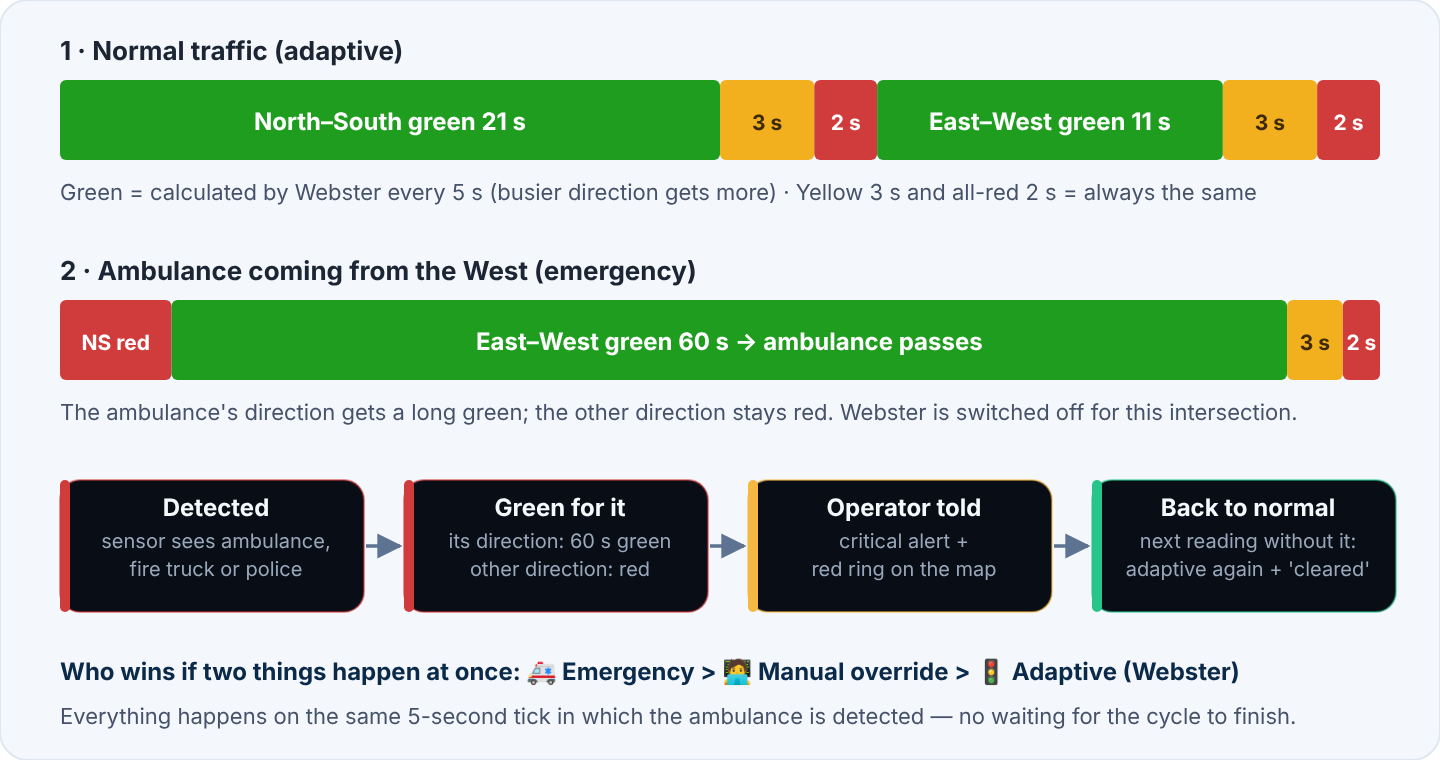 1 · Normal traffic (adaptive)
North–South green 21 s
3 s
2 s
East–West green 11 s
3 s
2 s
Green = calculated by Webster every 5 s (busier direction gets more) · Yellow 3 s and all-red 2 s = always the same
2 · Ambulance coming from the West (emergency)
NS red
East–West green 60 s → ambulance passes
3 s
2 s
The ambulance's direction gets a long green; the other direction stays red. Webster is switched off for this intersection.
Detected
sensor sees ambulance,
fire truck or police
Green for it
its direction: 60 s green
other direction: red
Operator told
critical alert +
red ring on the map
Back to normal
next reading without it:
adaptive again + 'cleared'
Who wins if two things happen at once: 🚑 Emergency > 🧑‍💻 Manual override > 🚦 Adaptive (Webster)
Everything happens on the same 5-second tick in which the ambulance is detected — no waiting for the cycle to finish.